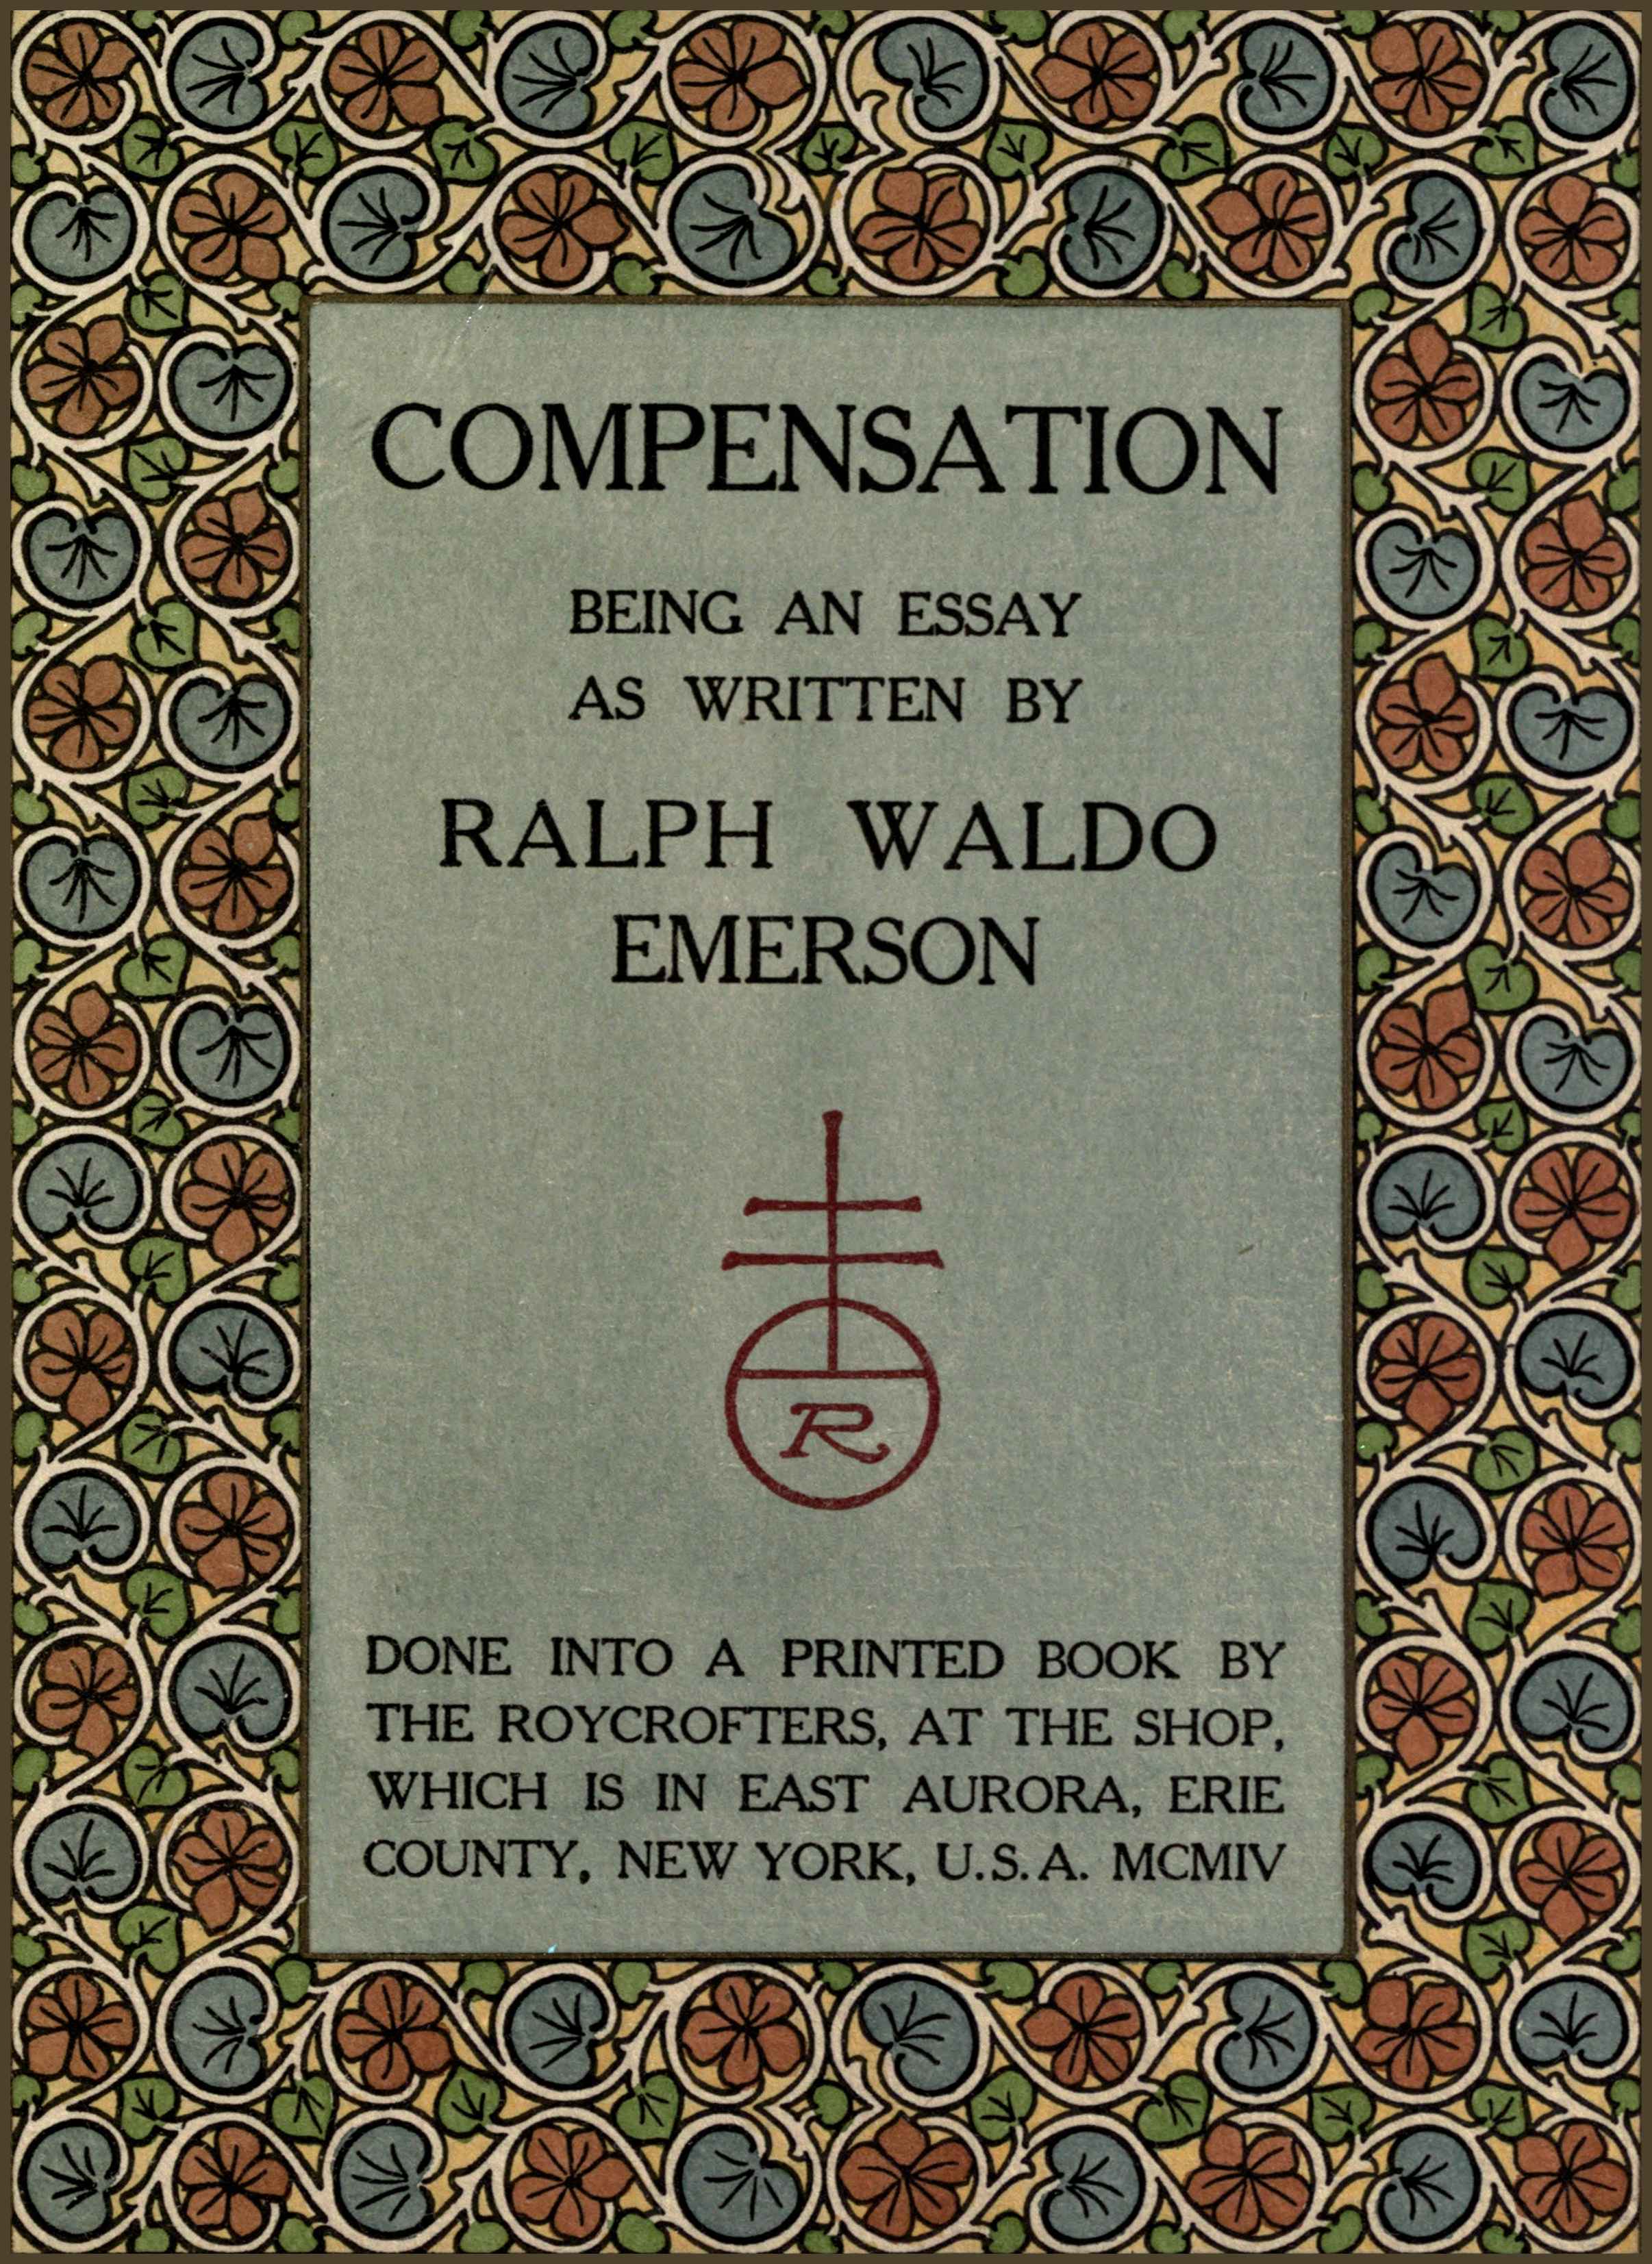 COMPENSATION
BEING AN ESSAY
AS WRITTEN BY
RALPH WALDO
EMERSON
R
DONE INTO A PRINTED BOOK BY
THE ROYCROFTERS, AT THE SHOP,
WHICH IS IN EAST AURORA, ERIE
COUNTY, NEW YORK, U.S.A. MCMIV